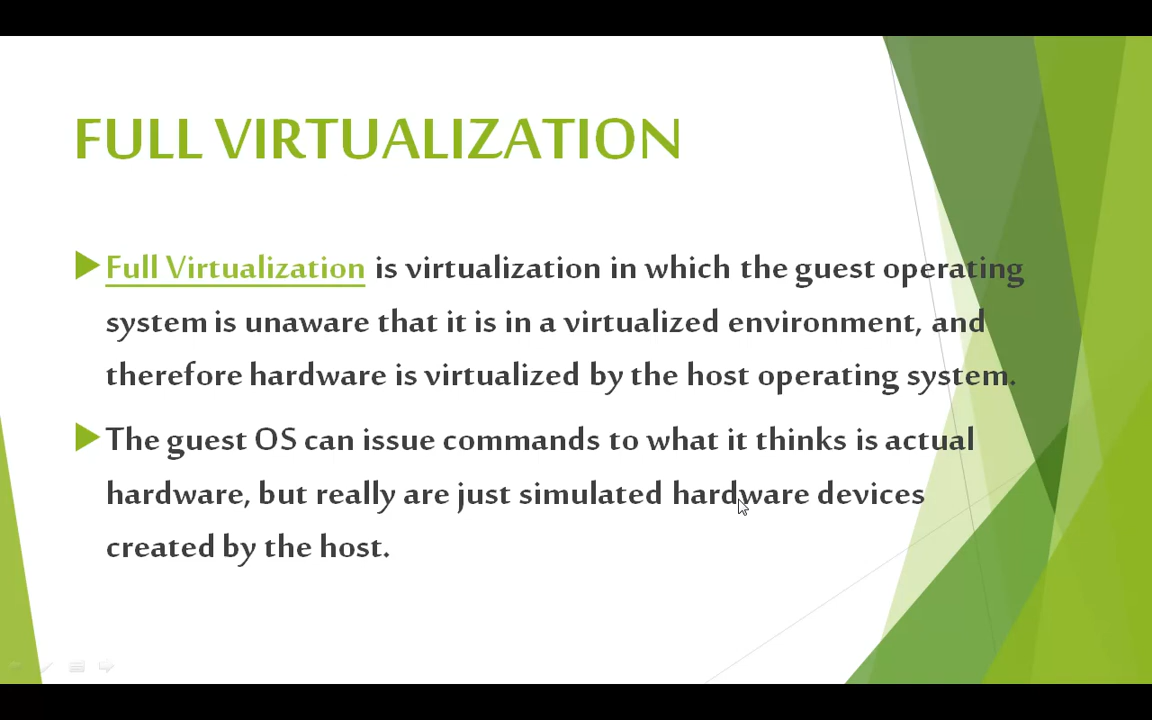 FULL VIRTUALIZATION
Full Virtualization is virtualization in which the guest operating
system is unaware that it is in a virtualized environment, and
therefore hardware is virtualized by the host operating system.
The guest OS can issue commands to what it thinks is actual
hardware, but really are just simulated hardware devices
created by the host.